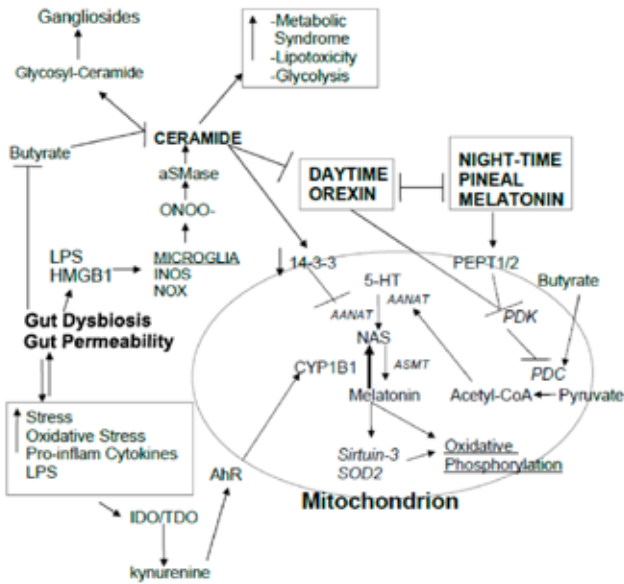 Gangliosides
Glycosyl-Ceramide
-Metabolic
Syndrome
-Lipotoxicity
-Glycolysis
Butyrate
CERAMIDE
aSMase
ONOO-
DAYTIME
OREXIN
NIGHT-TIME
PINEAL
MELATONIN
LPS
HMGB1
MICROGLIA
INOS
NOX
14-3-3
PEPT1/2
Butyrate
5-HT
AANAT
AANAT
NAS
PDK
Gut Dysbiosis
Gut Permeability
CYP1B1
ASMT
PDC
Melatonin
Acetyl-CoA
Pyruvate
Stress
Oxidative Stress
Pro-inflam Cytokines
LPS
Sirtuin-3
SOD2
Oxidative
Phosphorylation
AhR
Mitochondrion
IDO/TDO
kynurenine